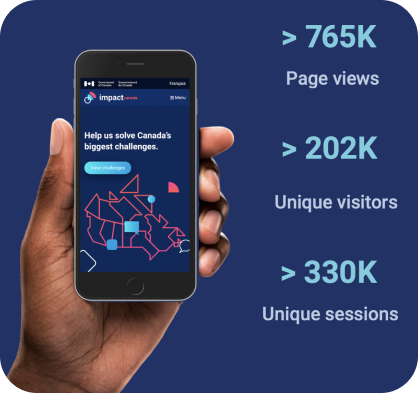 Government of Canada
Gouvernement du Canada
Français
impact canada
Menu
Help us solve Canada's
biggest challenges.
View challenges
> 765K
Page views
> 202K
Unique visitors
> 330K
Unique sessions